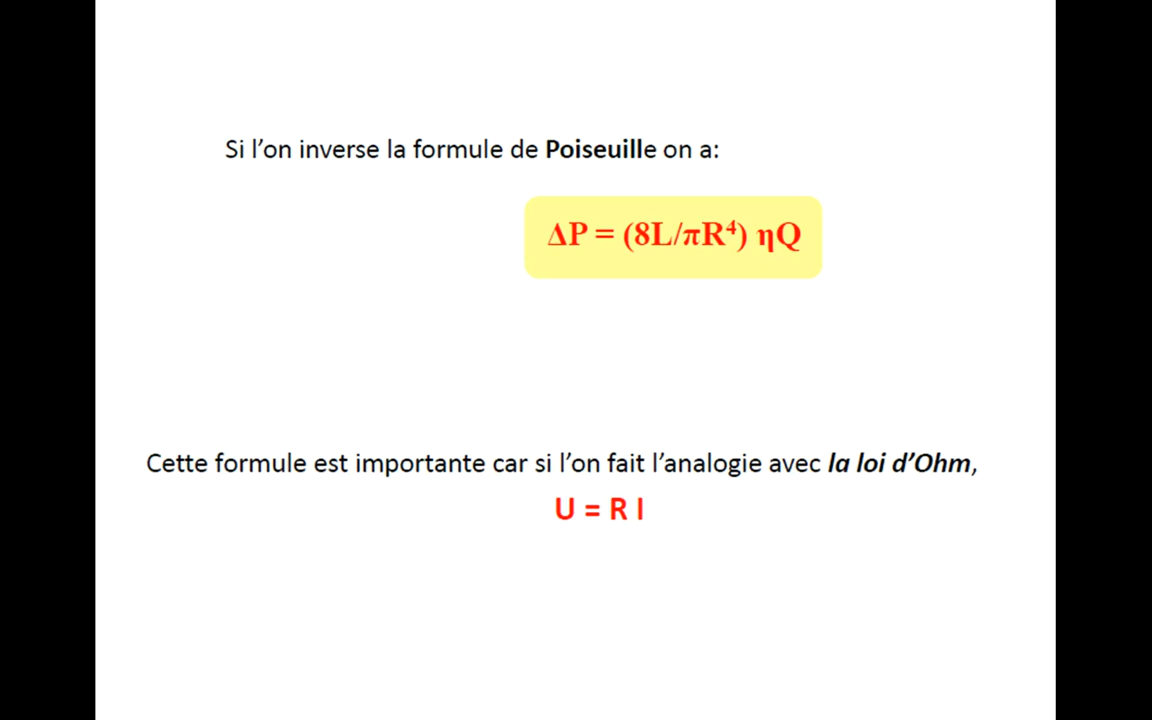 Si l’on inverse la formule de Poiseuille on a:
ΔP = (8L/πR⁴) ηQ
Cette formule est importante car si l’on fait l’analogie avec la loi d’Ohm,
U = R I